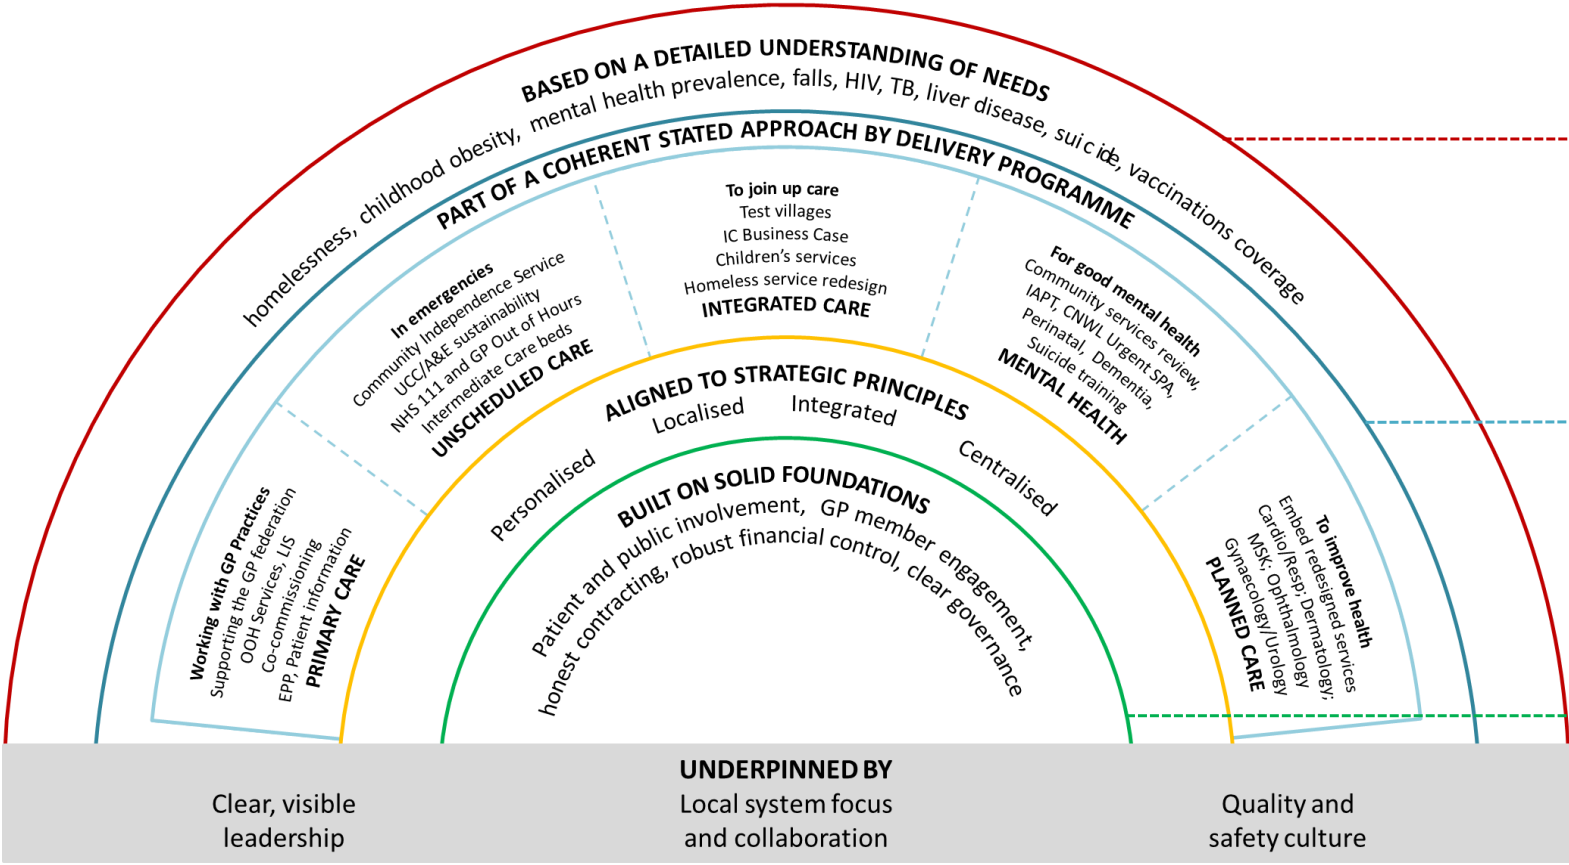 BASED ON A DETAILED UNDERSTANDING OF NEEDS
homelessness, childhood obesity, mental health prevalence, falls, HIV, TB, liver disease, suicide, vaccinations coverage
PART OF A COHERENT STATED APPROACH BY DELIVERY PROGRAMME
Working with GP Practices
Supporting the GP federation
OOH Services, LIS
Co-commissioning
EPP, Patient information
PRIMARY CARE
In emergencies
Community Independence Service
UCC/A&E sustainability
NHS 111 and GP Out of Hours
Intermediate Care beds
UNSCHEDULED CARE
To join up care
Test villages
IC Business Case
Children’s services
Homeless service redesign
INTEGRATED CARE
For good mental health
Community services review,
IAPT, CNWL Urgent SPA,
Perinatal, Dementia,
Suicide training
MENTAL HEALTH
To improve health
Embed redesigned services
Cardio/Resp; Dermatology;
MSK; Ophthalmology
Gynaecology/Urology
PLANNED CARE
ALIGNED TO STRATEGIC PRINCIPLES
Personalised
Localised
Integrated
Centralised
BUILT ON SOLID FOUNDATIONS
Patient and public involvement, GP member engagement,
honest contracting, robust financial control, clear governance
UNDERPINNED BY
Clear, visible
leadership
Local system focus
and collaboration
Quality and
safety culture